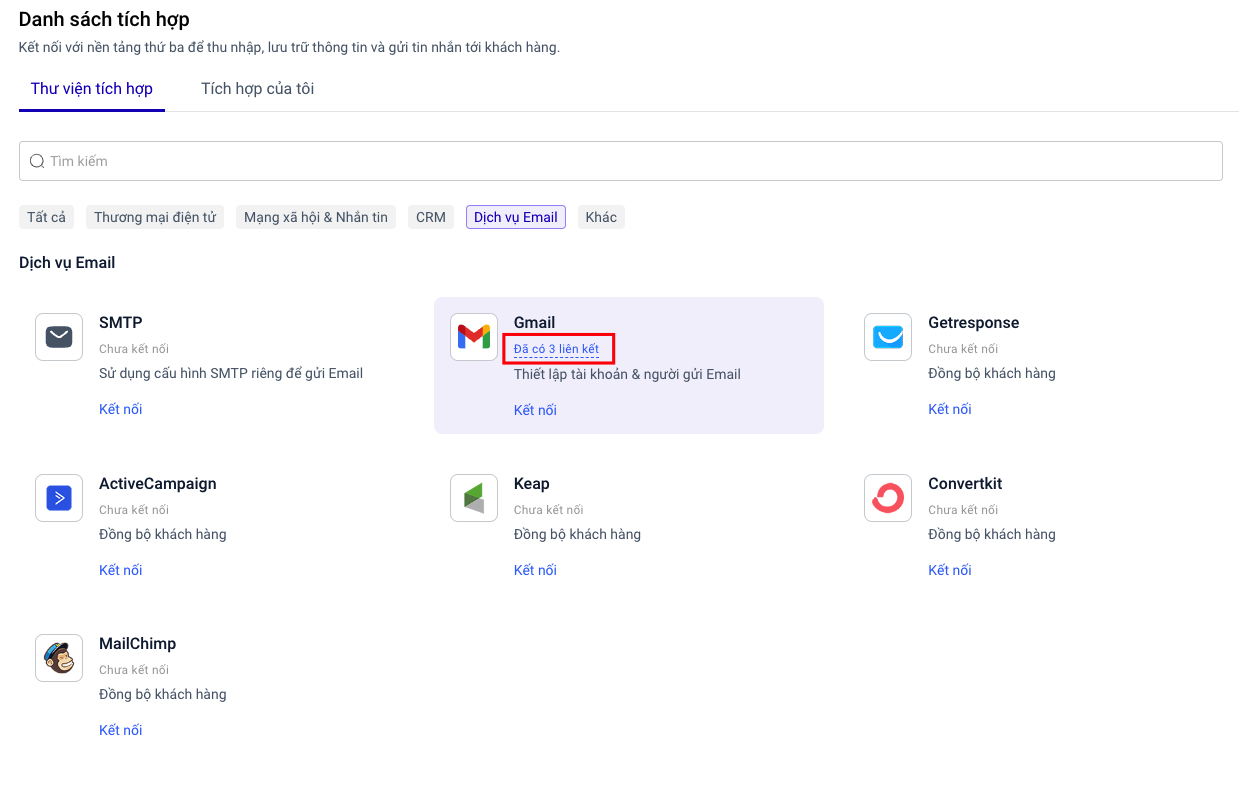 Danh sách tích hợp
Kết nối với nền tảng thứ ba để thu nhập, lưu trữ thông tin và gửi tin nhắn tới khách hàng.
Thư viện tích hợp
Tích hợp của tôi
Tìm kiếm
Tất cả
Thương mại điện tử
Mạng xã hội & Nhắn tin
CRM
Dịch vụ Email
Khác
Dịch vụ Email
SMTP
Chưa kết nối
Sử dụng cấu hình SMTP riêng để gửi Email
Kết nối
Gmail
Đã có 3 liên kết
Thiết lập tài khoản & người gửi Email
Kết nối
Getresponse
Chưa kết nối
Đồng bộ khách hàng
Kết nối
ActiveCampaign
Chưa kết nối
Đồng bộ khách hàng
Kết nối
Keap
Chưa kết nối
Đồng bộ khách hàng
Kết nối
Convertkit
Chưa kết nối
Đồng bộ khách hàng
Kết nối
MailChimp
Chưa kết nối
Đồng bộ khách hàng
Kết nối